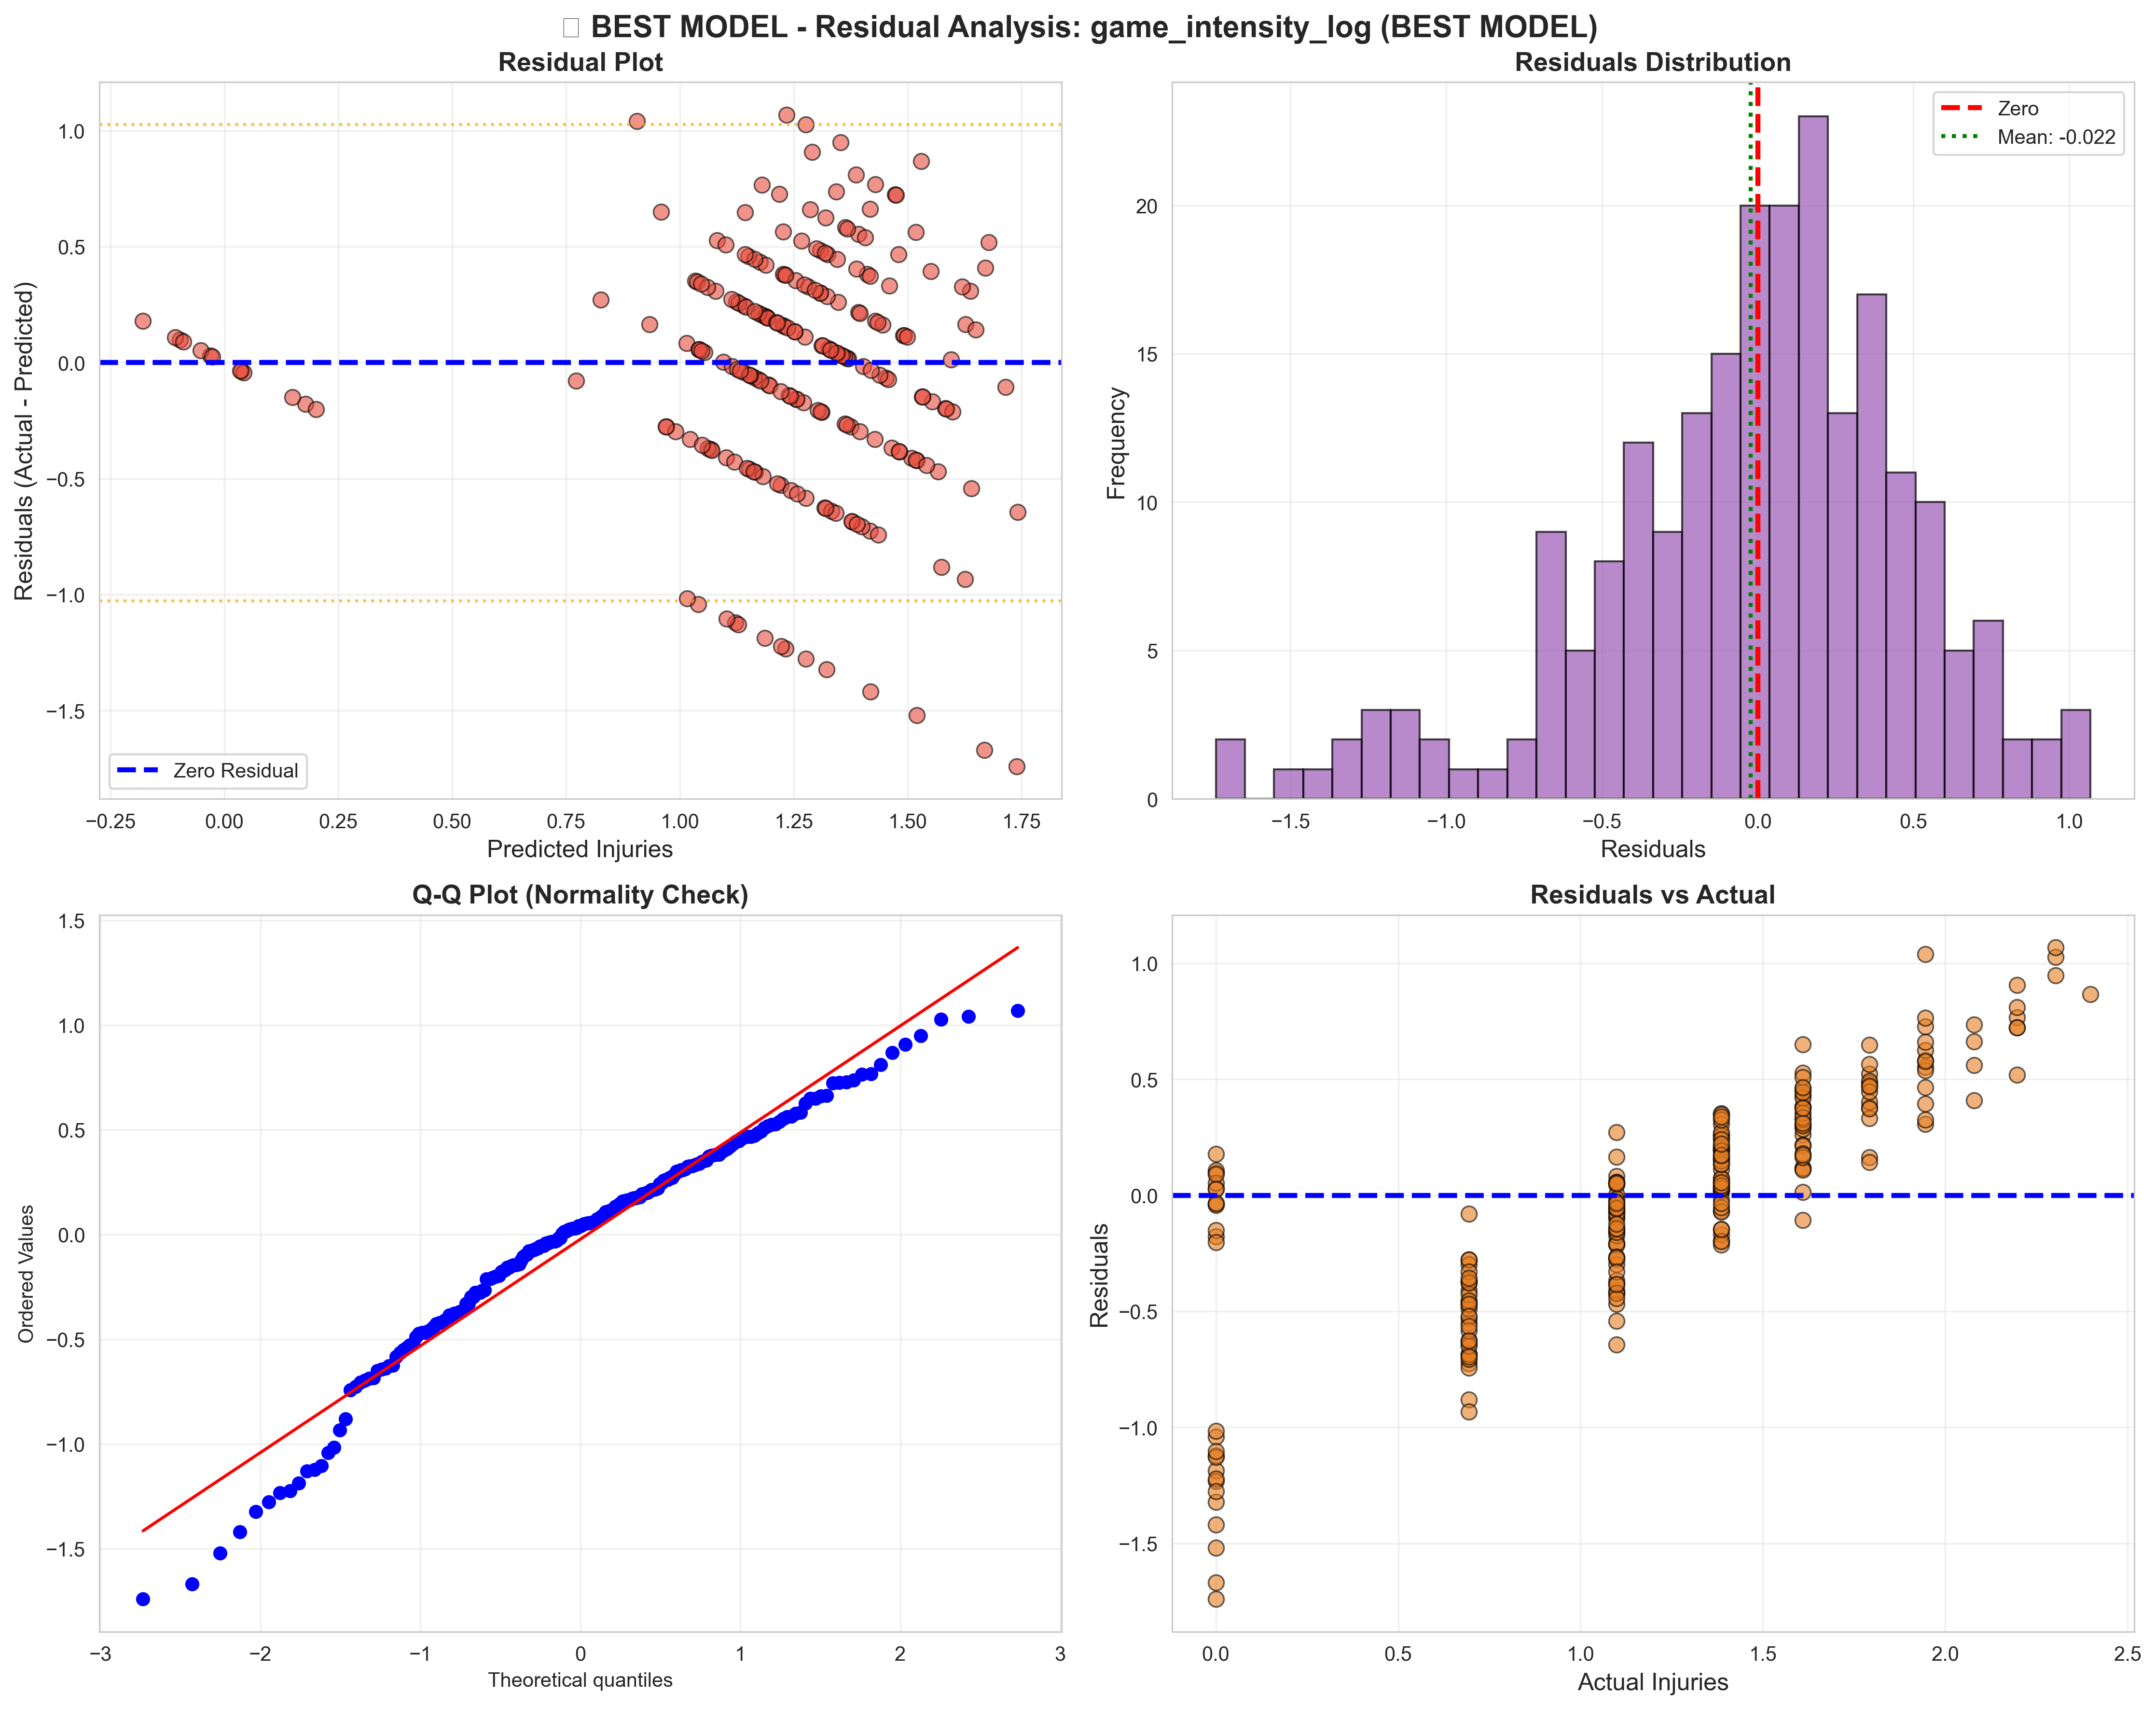 BEST MODEL - Residual Analysis: game_intensity_log (BEST MODEL)
Residual Plot
1.0
0.5
0.0
−0.5
−1.0
−1.5
Residuals (Actual - Predicted)
Zero Residual
−0.25 0.00 0.25 0.50 0.75 1.00 1.25 1.50 1.75
Predicted Injuries
Residuals Distribution
Zero
Mean: -0.022
20
15
10
5
0
Frequency
−1.5 −1.0 −0.5 0.0 0.5 1.0
Residuals
Q-Q Plot (Normality Check)
1.5
1.0
0.5
0.0
−0.5
−1.0
−1.5
Ordered Values
−3 −2 −1 0 1 2 3
Theoretical quantiles
Residuals vs Actual
1.0
0.5
0.0
−0.5
−1.0
−1.5
Residuals
0.0 0.5 1.0 1.5 2.0 2.5
Actual Injuries